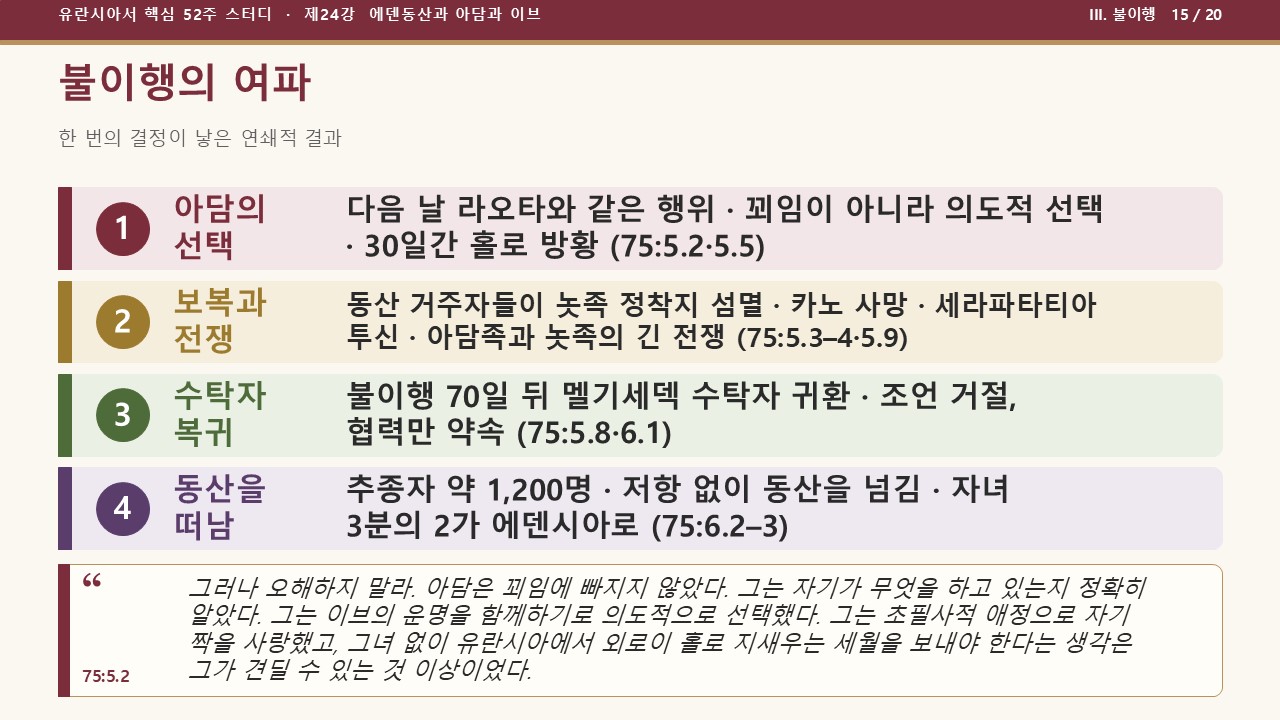 유란시아서 핵심 52주 스터디 · 제24강 에덴동산과 아담과 이브
III. 불이행 15 / 20
불이행의 여파
한 번의 결정이 낳은 연쇄적 결과
1
아담의
선택
다음 날 라오타와 같은 행위 · 꾀임이 아니라 의도적 선택
· 30일간 홀로 방황 (75:5.2·5.5)
2
보복과
전쟁
동산 거주자들이 놋족 정착지 섬멸 · 카노 사망 · 세라파타티아
투신 · 아담족과 놋족의 긴 전쟁 (75:5.3–4·5.9)
3
수탁자
복귀
불이행 70일 뒤 멜기세덱 수탁자 귀환 · 조언 거절,
협력만 약속 (75:5.8·6.1)
4
동산을
떠남
추종자 약 1,200명 · 저항 없이 동산을 넘김 · 자녀
3분의 2가 에덴시아로 (75:6.2–3)
“
그러나 오해하지 말라. 아담은 꾀임에 빠지지 않았다. 그는 자기가 무엇을 하고 있는지 정확히
알았다. 그는 이브의 운명을 함께하기로 의도적으로 선택했다. 그는 초필사적 애정으로 자기
짝을 사랑했고, 그녀 없이 유란시아에서 외로이 홀로 지새우는 세월을 보내야 한다는 생각은
그가 견딜 수 있는 것 이상이었다.
75:5.2